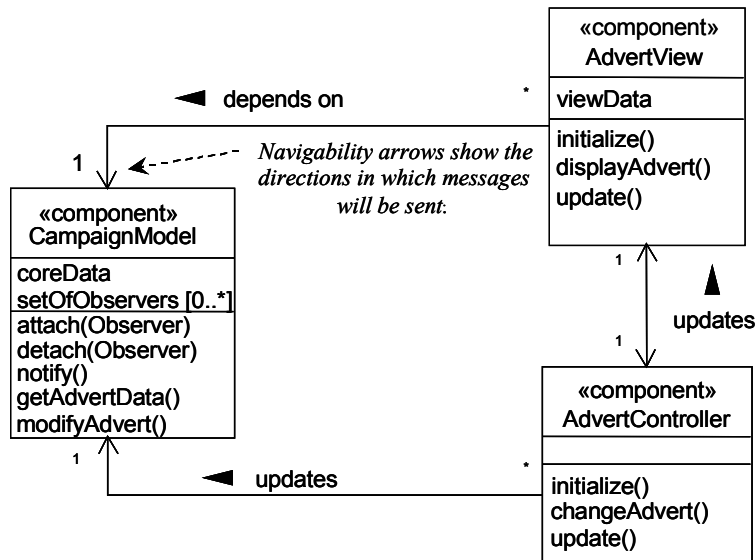 «component»
AdvertView
viewData
initialize()
displayAdvert()
update()
depends on
*
1
Navigability arrows show the
directions in which messages
will be sent.
«component»
CampaignModel
coreData
setOfObservers [0..*]
attach(Observer)
detach(Observer)
notify()
getAdvertData()
modifyAdvert()
1
1
updates
1
«component»
AdvertController
initialize()
changeAdvert()
update()
updates
*